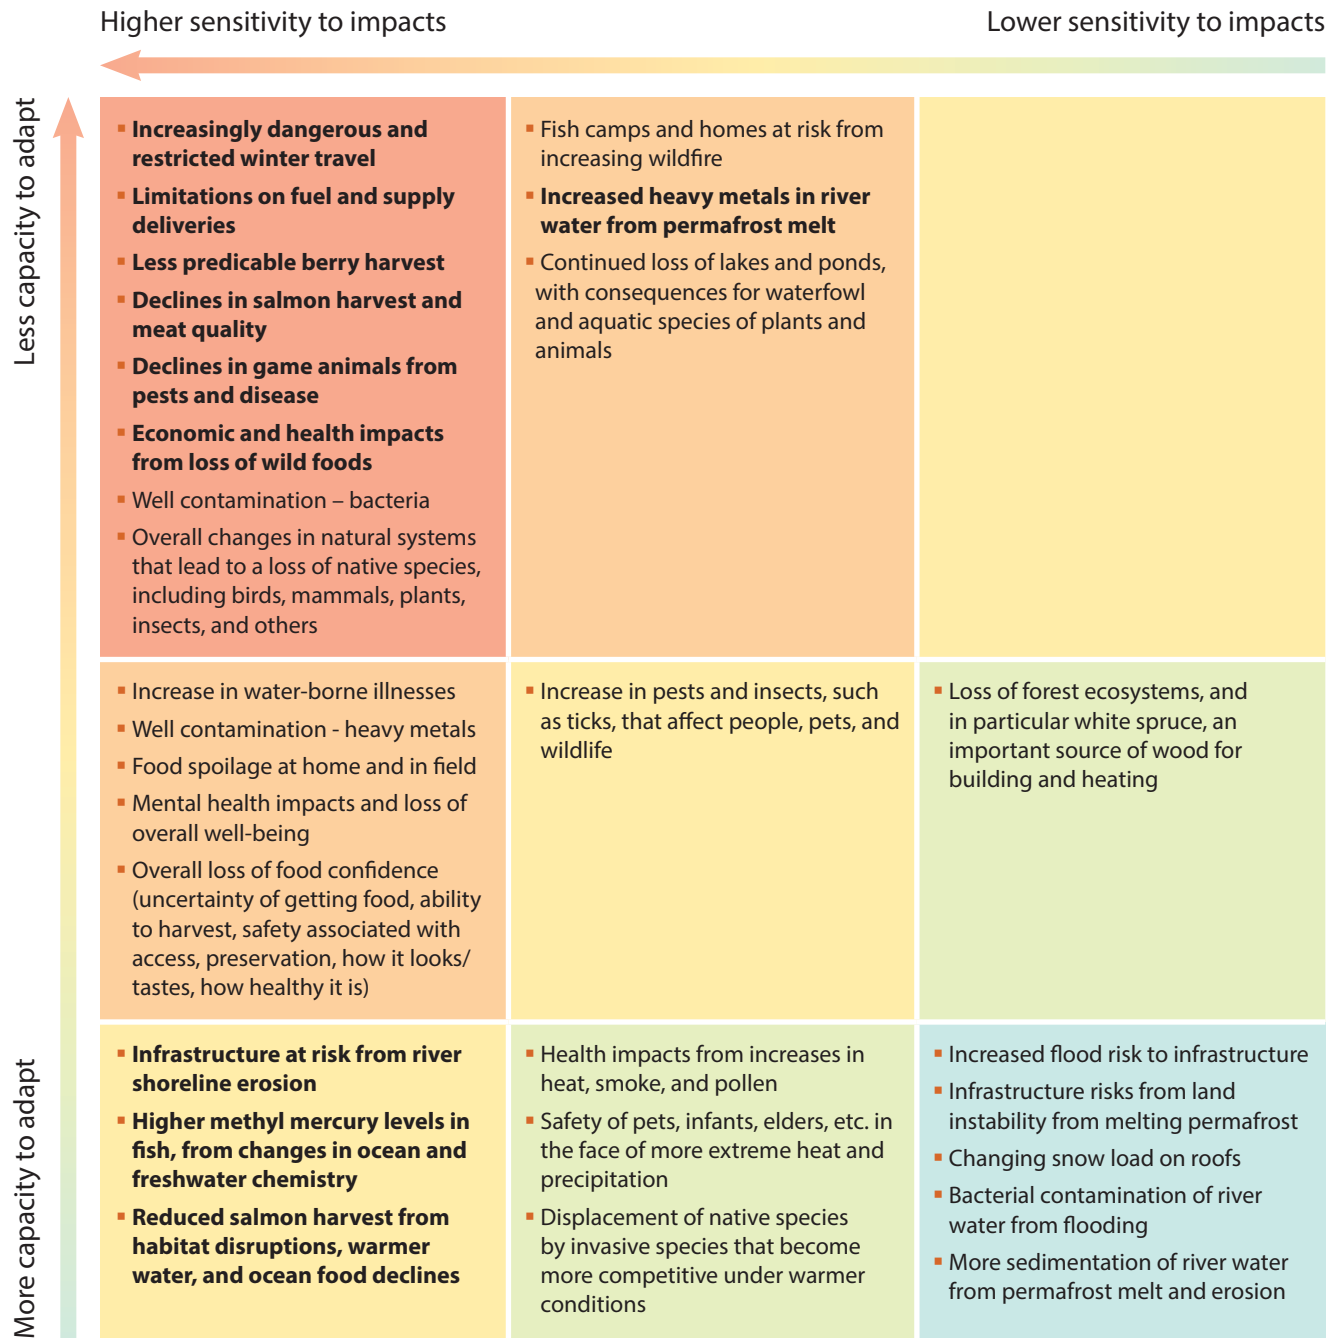 Higher sensitivity to impacts
Lower sensitivity to impacts
Less capacity to adapt
▪ Increasingly dangerous and
restricted winter travel
▪ Limitations on fuel and supply
deliveries
▪ Less predicable berry harvest
▪ Declines in salmon harvest and
meat quality
▪ Declines in game animals from
pests and disease
▪ Economic and health impacts
from loss of wild foods
▪ Well contamination – bacteria
▪ Overall changes in natural systems
that lead to a loss of native species,
including birds, mammals, plants,
insects, and others
▪ Fish camps and homes at risk from
increasing wildfire
▪ Increased heavy metals in river
water from permafrost melt
▪ Continued loss of lakes and ponds,
with consequences for waterfowl
and aquatic species of plants and
animals
▪ Increase in water-borne illnesses
▪ Well contamination - heavy metals
▪ Food spoilage at home and in field
▪ Mental health impacts and loss of
overall well-being
▪ Overall loss of food confidence
(uncertainty of getting food, ability
to harvest, safety associated with
access, preservation, how it looks/
tastes, how healthy it is)
▪ Increase in pests and insects, such
as ticks, that affect people, pets, and
wildlife
▪ Loss of forest ecosystems, and
in particular white spruce, an
important source of wood for
building and heating
More capacity to adapt
▪ Infrastructure at risk from river
shoreline erosion
▪ Higher methyl mercury levels in
fish, from changes in ocean and
freshwater chemistry
▪ Reduced salmon harvest from
habitat disruptions, warmer
water, and ocean food declines
▪ Health impacts from increases in
heat, smoke, and pollen
▪ Safety of pets, infants, elders, etc. in
the face of more extreme heat and
precipitation
▪ Displacement of native species
by invasive species that become
more competitive under warmer
conditions
▪ Increased flood risk to infrastructure
▪ Infrastructure risks from land
instability from melting permafrost
▪ Changing snow load on roofs
▪ Bacterial contamination of river
water from flooding
▪ More sedimentation of river water
from permafrost melt and erosion